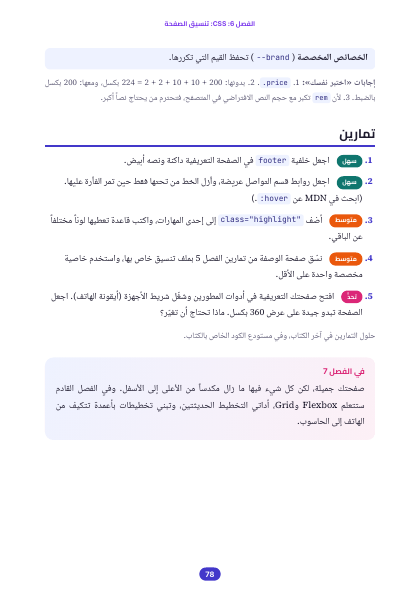 الفصل 6: CSS: تنسيق الصفحة
الخصائص المخصصة ( --brand ) تحفظ القيم التي تكررها.
إجابات «اختبر نفسك»: 1. .price . 2. بدونها: 200 + 10 + 10 + 2 + 2 = 224 بكسل، ومعها: 200 بكسل
بالضبط. 3. لأن rem تكبر مع حجم النص الافتراضي في المتصفح، فتحترم من يحتاج نصاً أكبر.
تمارين
1. سهل اجعل خلفية footer في الصفحة التعريفية داكنة ونصه أبيض.
2. سهل اجعل روابط قسم التواصل عريضة، وأزل الخط من تحتها فقط حين تمر الفأرة عليها.
(ابحث في MDN عن :hover .)
3. متوسط أضف class="highlight" إلى إحدى المهارات، واكتب قاعدة تعطيها لوناً مختلفاً
عن الباقي.
4. متوسط نسّق صفحة الوصفة من تمارين الفصل 5 بملف تنسيق خاص بها، واستخدم خاصية
مخصصة واحدة على الأقل.
5. تحدٍّ افتح صفحتك التعريفية في أدوات المطورين وشغّل شريط الأجهزة (أيقونة الهاتف). اجعل
الصفحة تبدو جيدة على عرض 360 بكسل. ماذا تحتاج أن تغيّر؟
حلول التمارين في آخر الكتاب، وفي مستودع الكود الخاص بالكتاب.
في الفصل 7
صفحتك جميلة، لكن كل شيء فيها ما زال مكدساً من الأعلى إلى الأسفل. وفي الفصل القادم
ستتعلم Flexbox وGrid، أداتي التخطيط الحديثتين، وتبني تخطيطات بأعمدة تتكيف من
الهاتف إلى الحاسوب.
78